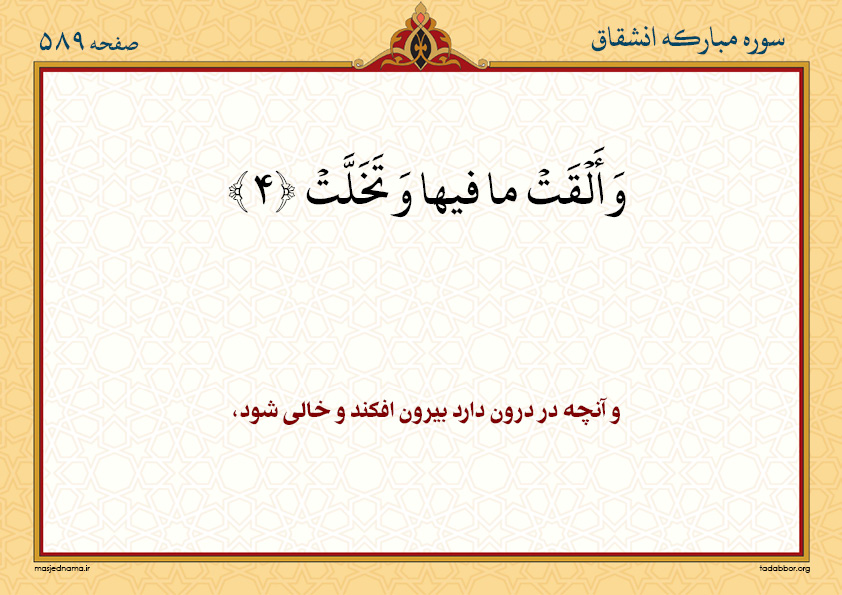 سوره مبارکه انشقاق
صفحه ۵۸۹
وَ أَلْقَتْ ما فيها وَ تَخَلَّتْ ﴿۴﴾
و آنچه در درون دارد بیرون افکند و خالی شود،
masjednama.ir
tadabbor.org